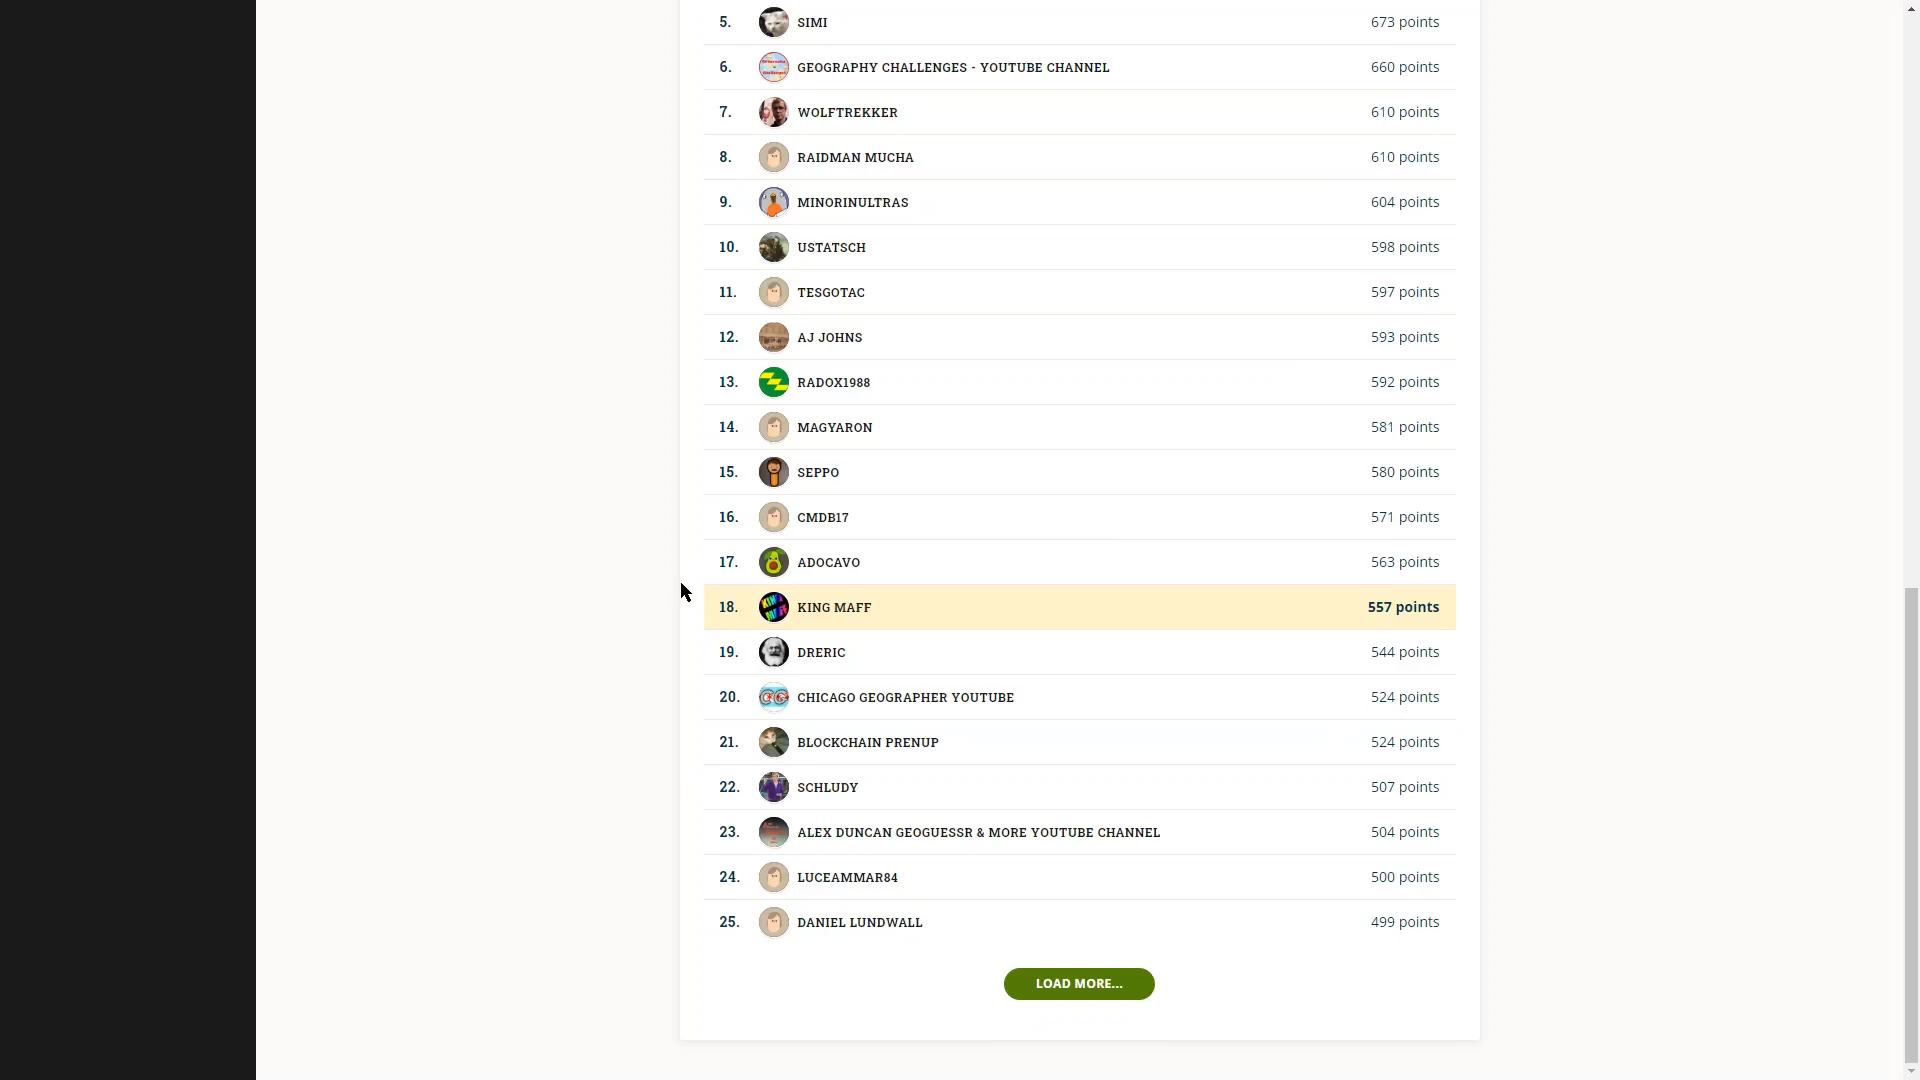 5. SIMI 673 points
6. GEOGRAPHY CHALLENGES - YOUTUBE CHANNEL 660 points
7. WOLFTREKKER 610 points
8. RAIDMAN MUCHA 610 points
9. MINORINULTRAS 604 points
10. USTATSCH 598 points
11. TESGOTAC 597 points
12. AJ JOHNS 593 points
13. RADOX1988 592 points
14. MAGYARON 581 points
15. SEPPO 580 points
16. CMDB17 571 points
17. ADOCAVO 563 points
18. KING MAFF 557 points
19. DRERIC 544 points
20. CHICAGO GEOGRAPHER YOUTUBE 524 points
21. BLOCKCHAIN PRENUP 524 points
22. SCHLUDY 507 points
23. ALEX DUNCAN GEOGUESSR & MORE YOUTUBE CHANNEL 504 points
24. LUCEAMMAR84 500 points
25. DANIEL LUNDWALL 499 points
LOAD MORE...